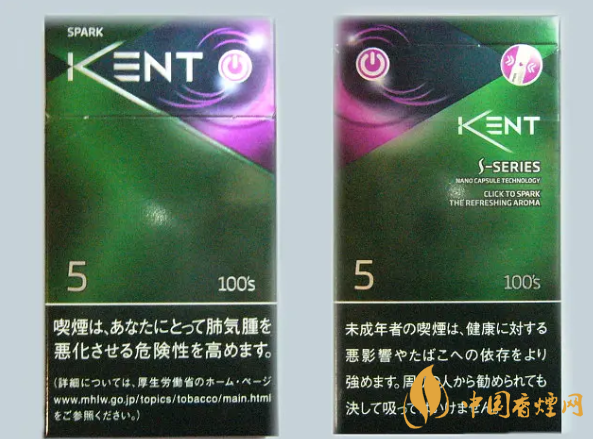 SPARK
KENT
5
100's
喫煙は、あなたにとって肺気腫を
悪化させる危険性を高めます。
(詳細については、厚生労働省のホーム・ページ
www.mhlw.go.jp/topics/tobacco/main.html
をご参照ください。)
KENT
S-SERIES
NANO CAPSULE TECHNOLOGY
CLICK TO SPARK
THE REFRESHING AROMA
5
100's
未成年者の喫煙は、健康に対する
悪影響やたばこへの依存をより
強めます。周 人から勧められても
決して吸って いけません
中国香烟网